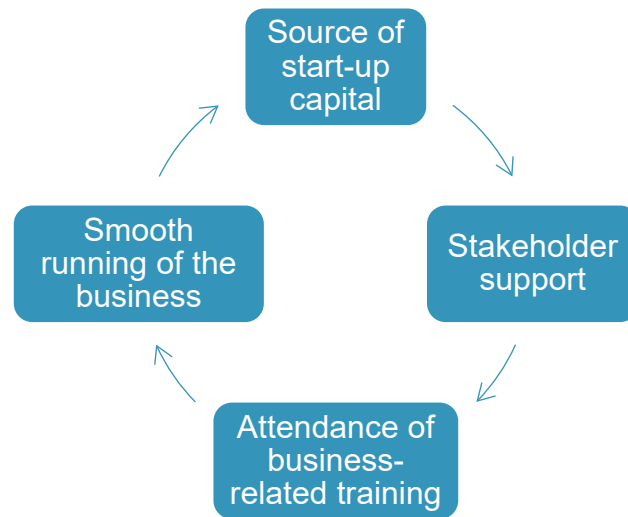 Source of
start-up
capital
Stakeholder
support
Attendance of
business-
related training
Smooth
running of the
business